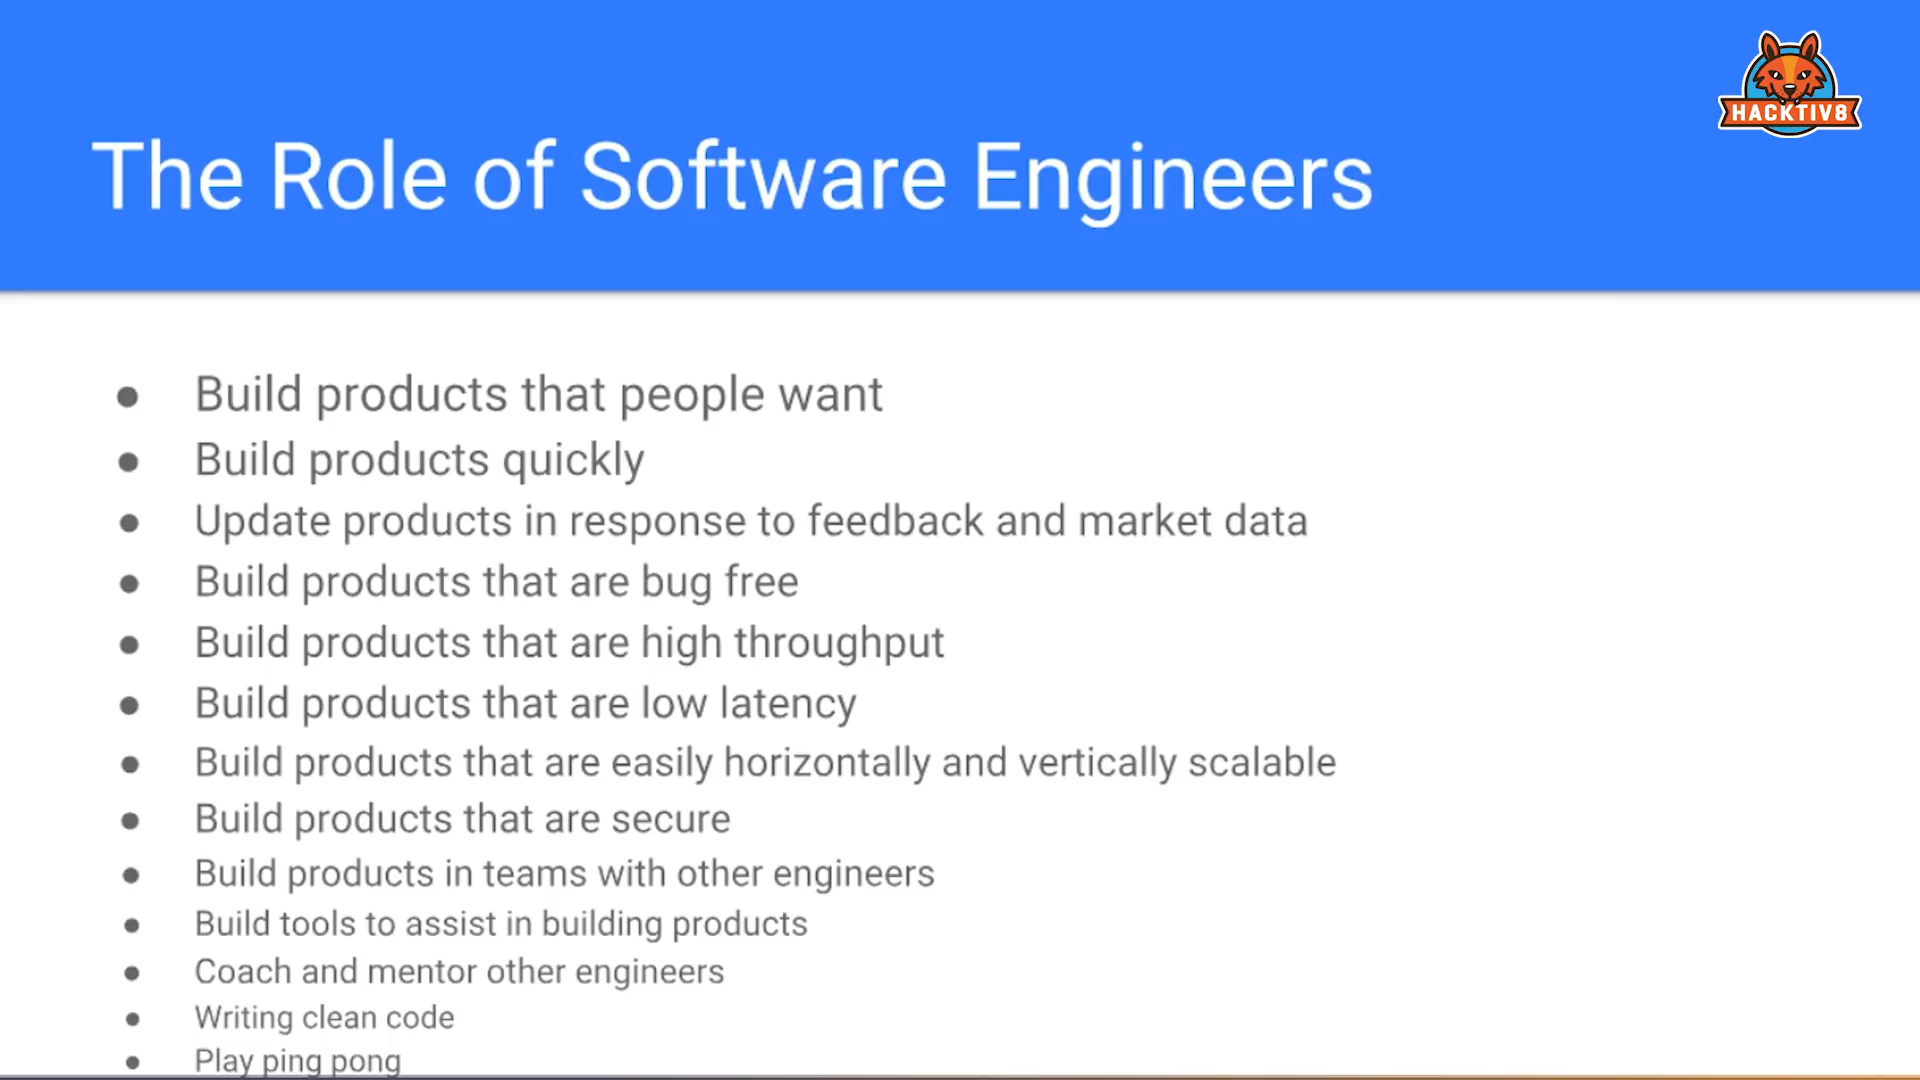 HACKTIV8
The Role of Software Engineers
● Build products that people want
● Build products quickly
● Update products in response to feedback and market data
● Build products that are bug free
● Build products that are high throughput
● Build products that are low latency
● Build products that are easily horizontally and vertically scalable
● Build products that are secure
● Build products in teams with other engineers
● Build tools to assist in building products
● Coach and mentor other engineers
● Writing clean code
● Play ping pong